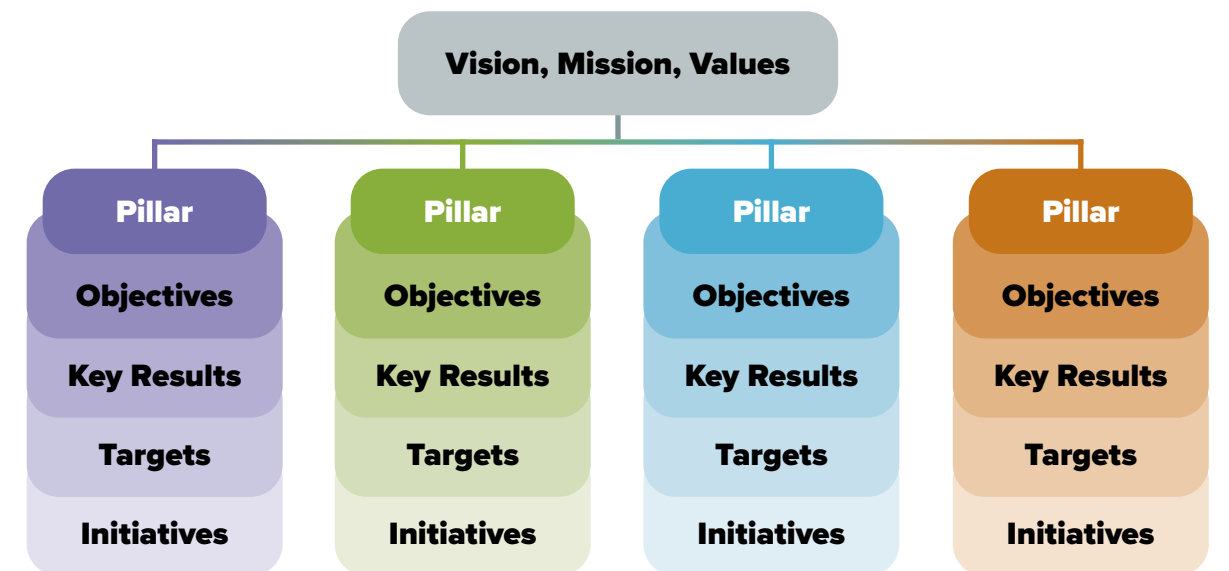 Vision, Mission, Values
Pillar
Objectives
Key Results
Targets
Initiatives
Pillar
Objectives
Key Results
Targets
Initiatives
Pillar
Objectives
Key Results
Targets
Initiatives
Pillar
Objectives
Key Results
Targets
Initiatives